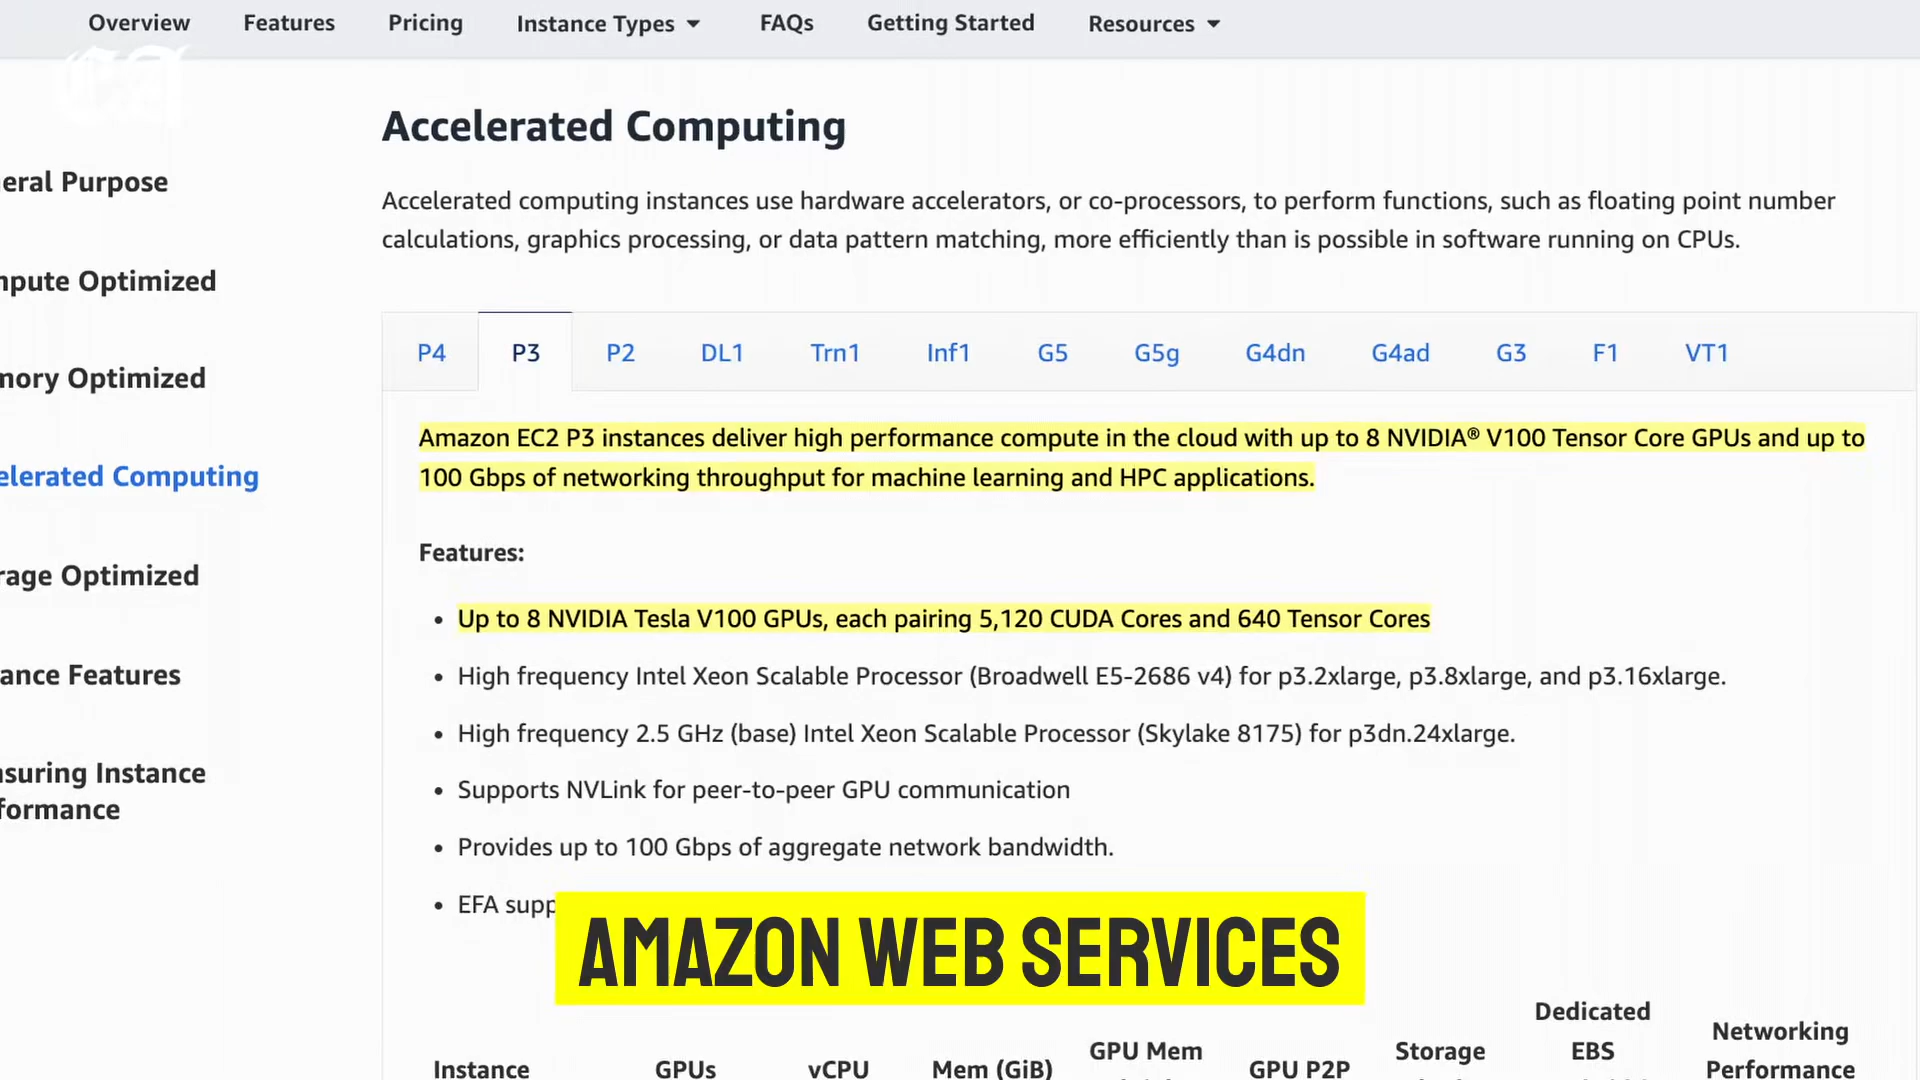 Overview Features Pricing Instance Types FAQs Getting Started Resources
CA
Accelerated Computing
Accelerated computing instances use hardware accelerators, or co-processors, to perform functions, such as floating point number
calculations, graphics processing, or data pattern matching, more efficiently than is possible in software running on CPUs.
eral Purpose
pute Optimized
mory Optimized
elerated Computing
rage Optimized
ance Features
suring Instance
formance
P4 P3 P2 DL1 Trn1 Inf1 G5 G5g G4dn G4ad G3 F1 VT1
Amazon EC2 P3 instances deliver high performance compute in the cloud with up to 8 NVIDIA® V100 Tensor Core GPUs and up to
100 Gbps of networking throughput for machine learning and HPC applications.
Features:
• Up to 8 NVIDIA Tesla V100 GPUs, each pairing 5,120 CUDA Cores and 640 Tensor Cores
• High frequency Intel Xeon Scalable Processor (Broadwell E5-2686 v4) for p3.2xlarge, p3.8xlarge, and p3.16xlarge.
• High frequency 2.5 GHz (base) Intel Xeon Scalable Processor (Skylake 8175) for p3dn.24xlarge.
• Supports NVLink for peer-to-peer GPU communication
• Provides up to 100 Gbps of aggregate network bandwidth.
• EFA supp
AMAZON WEB SERVICES
Instance GPUs vCPU Mem (GiB) GPU Mem GPU P2P Storage Dedicated
EBS Networking
Performance